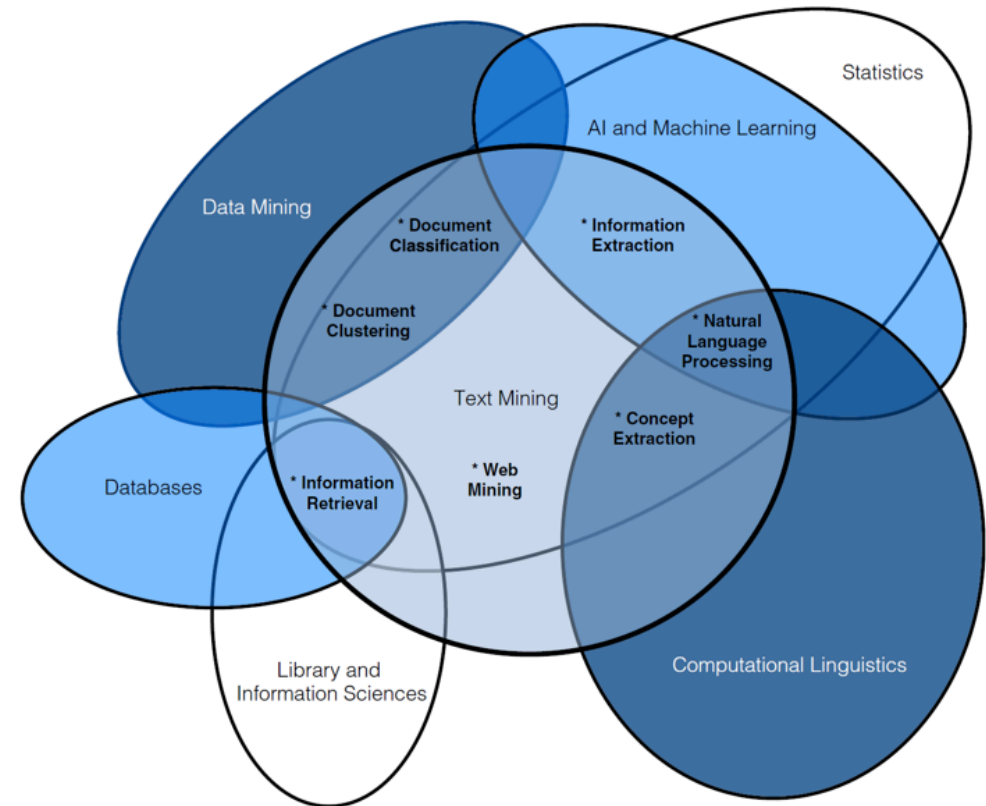 Statistics
AI and Machine Learning
Data Mining
* Document
Classification
* Information
Extraction
* Document
Clustering
* Natural
Language
Processing
Text Mining
* Concept
Extraction
* Web
Mining
Databases
* Information
Retrieval
Library and
Information Sciences
Computational Linguistics